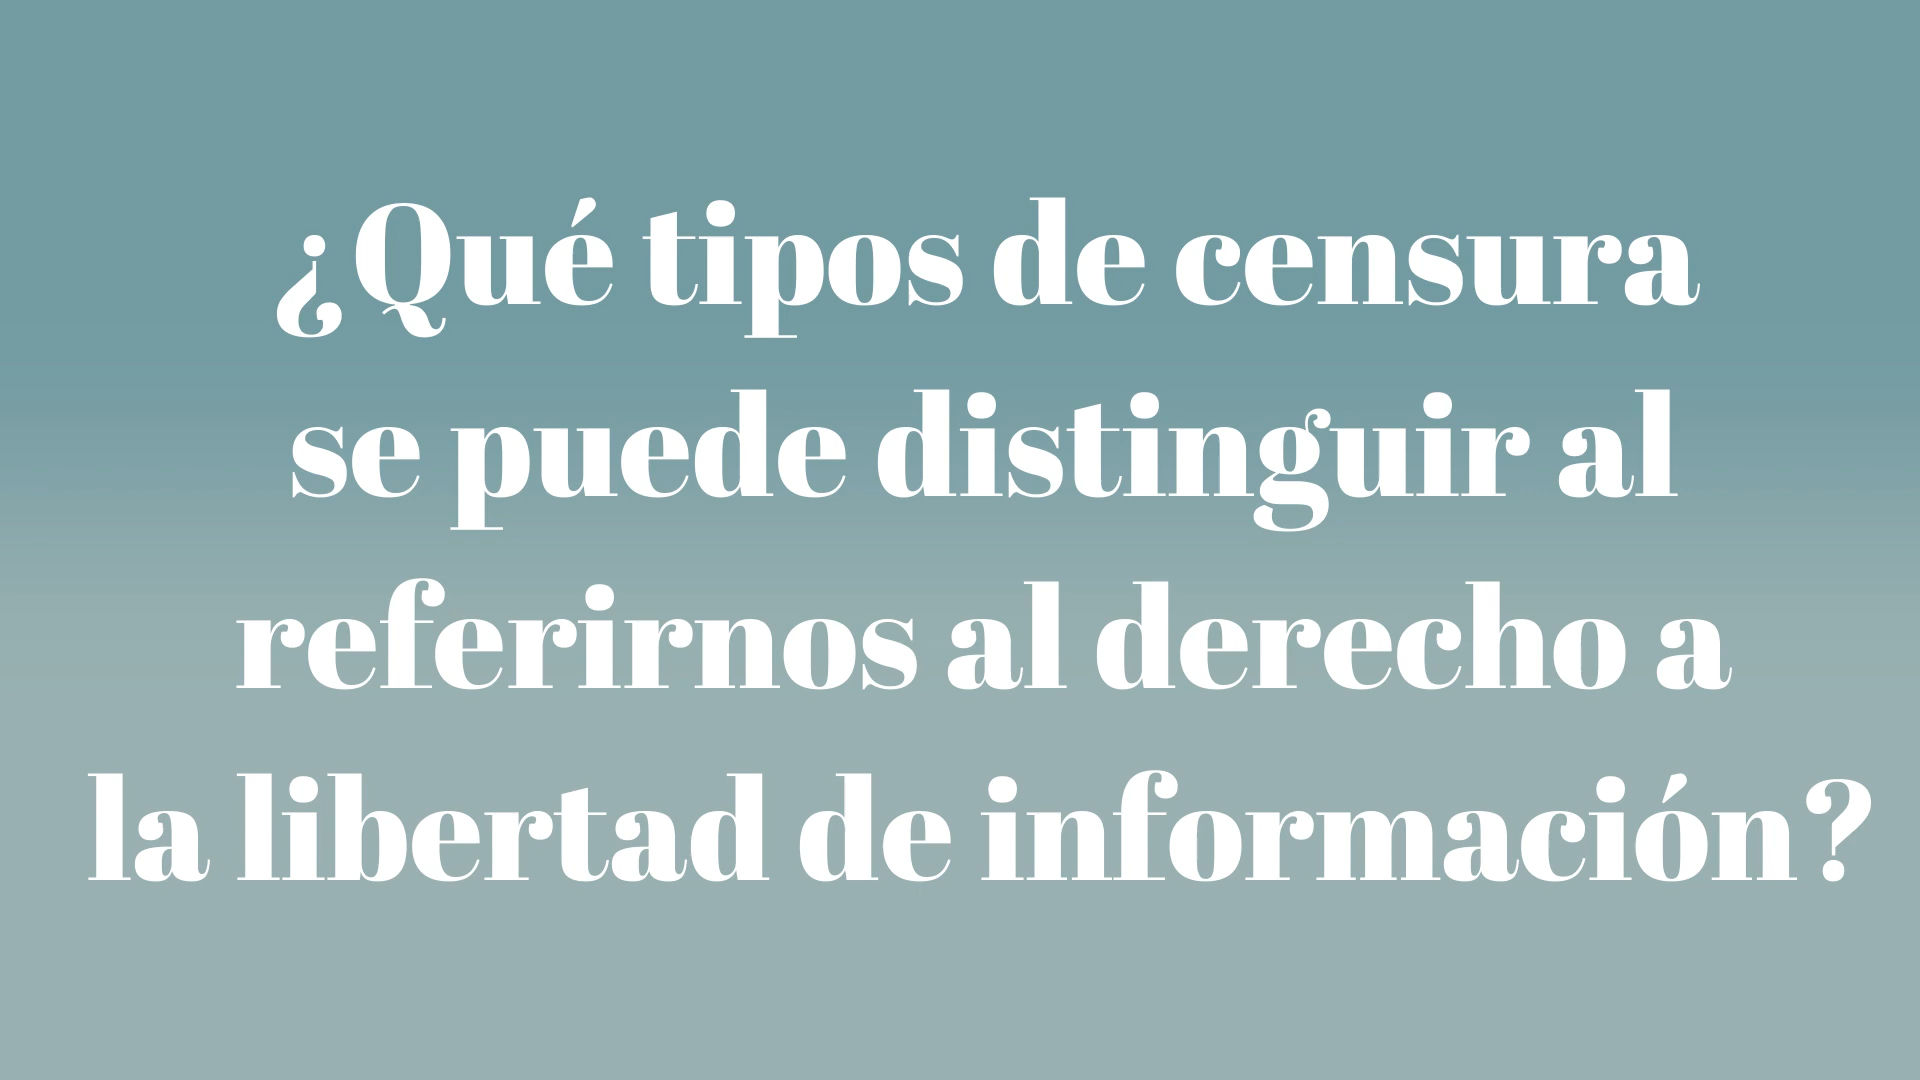 ¿Qué tipos de censura
se puede distinguir al
referirnos al derecho a
la libertad de información?